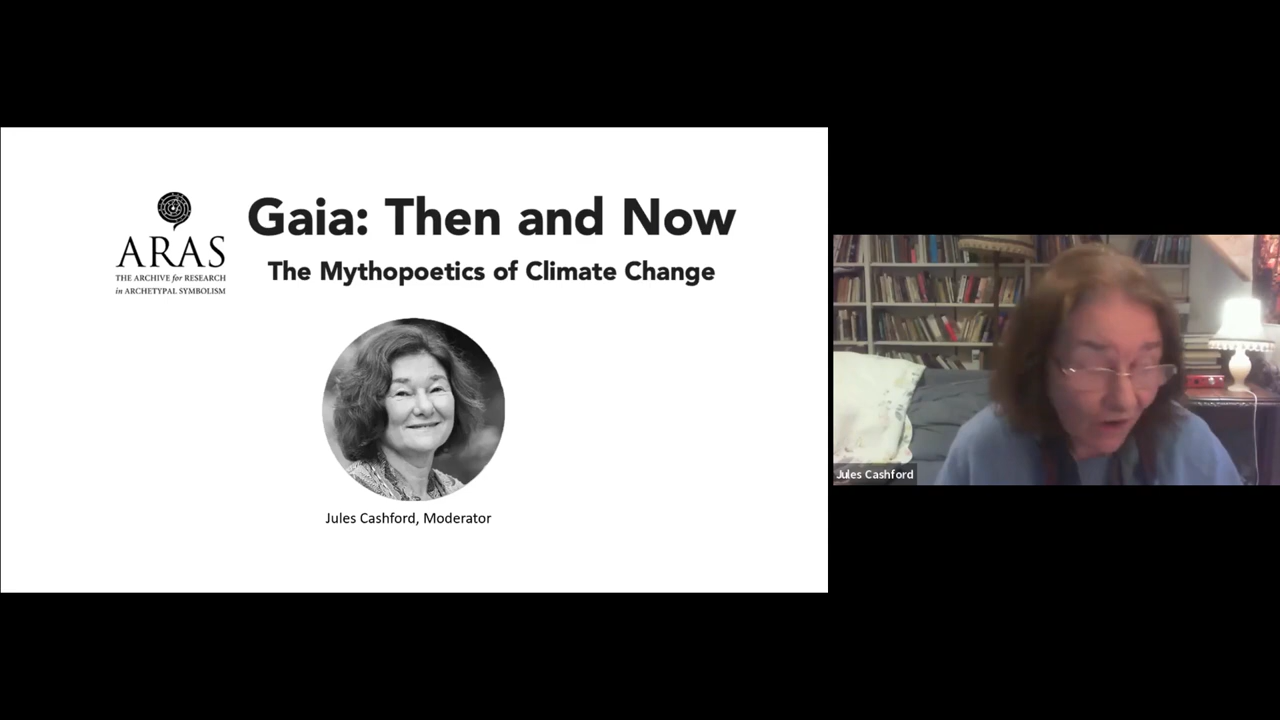 Gaia: Then and Now
The Mythopoetics of Climate Change
ARAS
THE ARCHIVE for RESEARCH
in ARCHETYPAL SYMBOLISM
Jules Cashford, Moderator
Jules Cashford